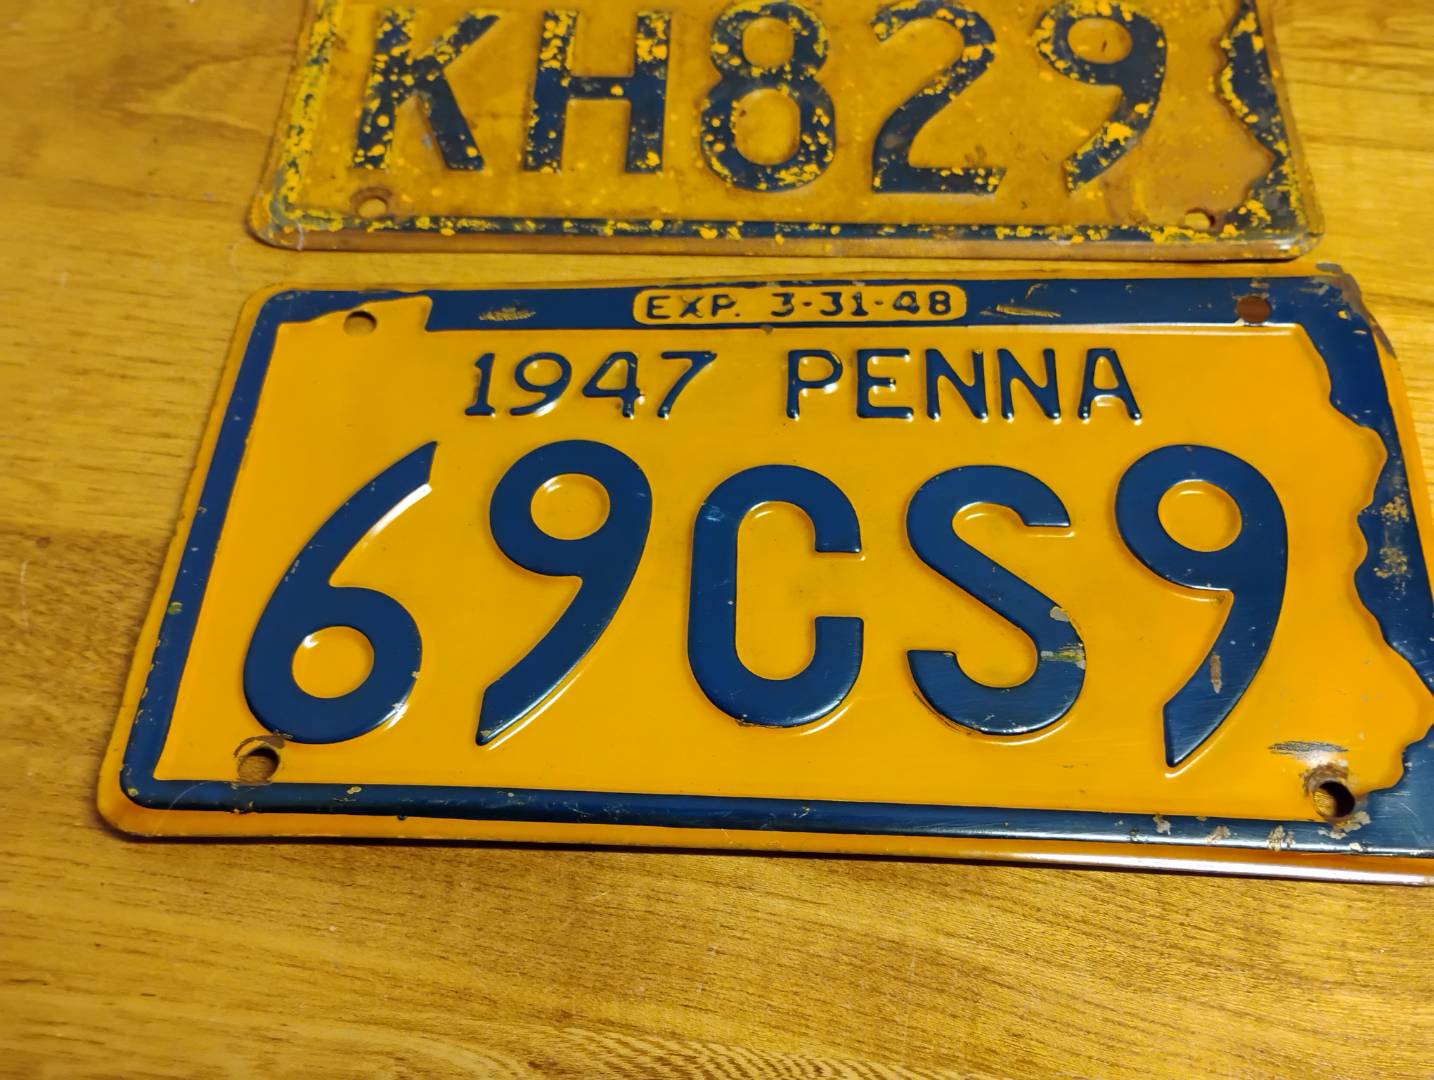 KH829
EXP. 3-31-48
1947 PENNA
69CS9